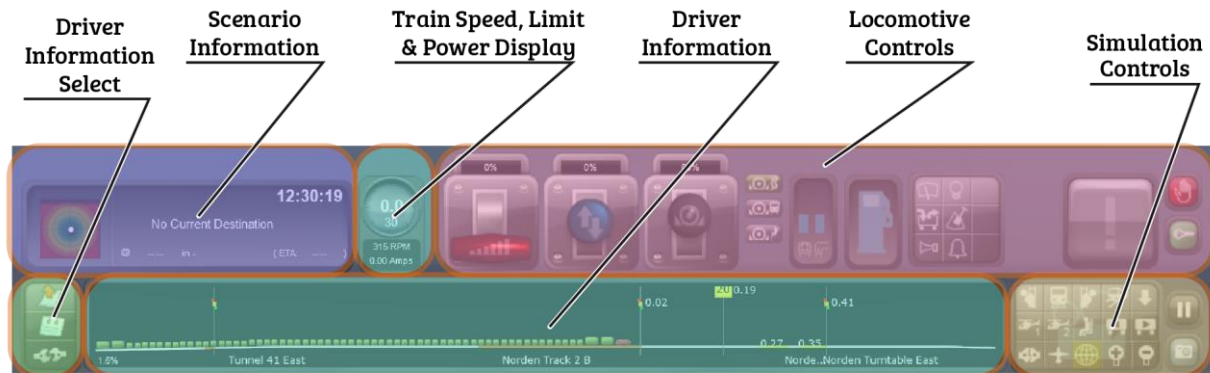 Driver
Information
Select
Scenario
Information
Train Speed, Limit
& Power Display
Driver
Information
Locomotive
Controls
Simulation
Controls
12:30:19
No Current Destination
@ --:-- in - (ETA: --:-- )
0.0
30
315 RPM
0.00 Amps
0%
0%
0.02
20 0.19
0.41
0.27 0.35
1.6%
Tunnel 41 East
Norden Track 2 B
Norde...Norden Turntable East